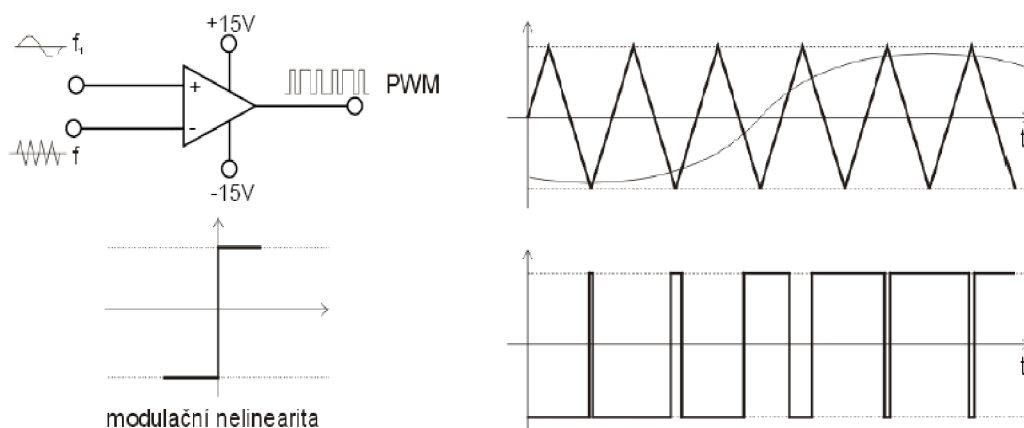 +15V
f₁
+
PWM
-
f
-15V
t
modulační nelinearita
t